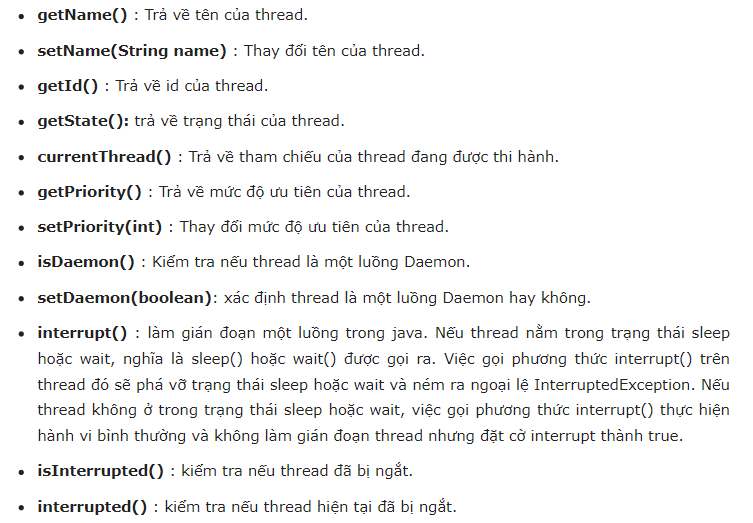 • getName() : Trả về tên của thread.
• setName(String name) : Thay đổi tên của thread.
• getId() : Trả về id của thread.
• getState(): trả về trạng thái của thread.
• currentThread() : Trả về tham chiếu của thread đang được thi hành.
• getPriority() : Trả về mức độ ưu tiên của thread.
• setPriority(int) : Thay đổi mức độ ưu tiên của thread.
• isDaemon() : Kiểm tra nếu thread là một luồng Daemon.
• setDaemon(boolean): xác định thread là một luồng Daemon hay không.
• interrupt() : làm gián đoạn một luồng trong java. Nếu thread nằm trong trạng thái sleep
hoặc wait, nghĩa là sleep() hoặc wait() được gọi ra. Việc gọi phương thức interrupt() trên
thread đó sẽ phá vỡ trạng thái sleep hoặc wait và ném ra ngoại lệ InterruptedException. Nếu
thread không ở trong trạng thái sleep hoặc wait, việc gọi phương thức interrupt() thực hiện
hành vi bình thường và không làm gián đoạn thread nhưng đặt cờ interrupt thành true.
• isInterrupted() : kiểm tra nếu thread đã bị ngắt.
• interrupted() : kiểm tra nếu thread hiện tại đã bị ngắt.